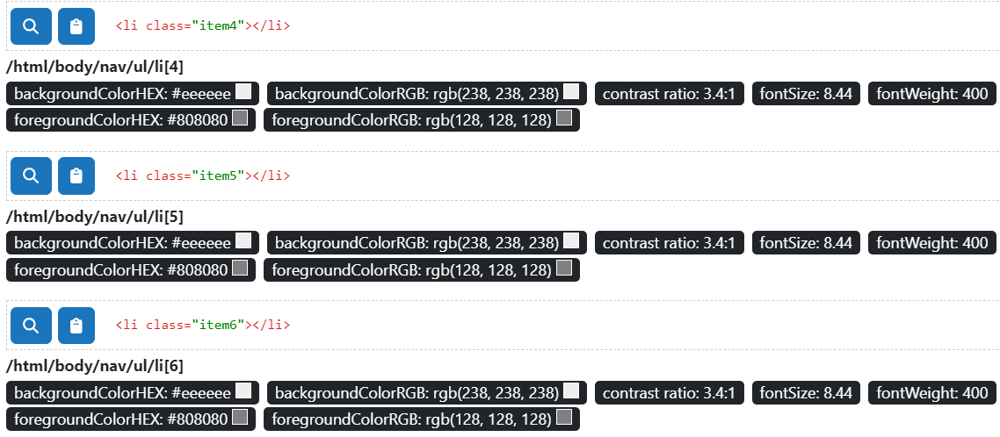 <li class="item4"></li>
/html/body/nav/ul/li[4]
backgroundColorHEX: #eeeeee backgroundColorRGB: rgb(238, 238, 238) contrast ratio: 3.4:1 fontSize: 8.44 fontWeight: 400
foregroundColorHEX: #808080 foregroundColorRGB: rgb(128, 128, 128)
<li class="item5"></li>
/html/body/nav/ul/li[5]
backgroundColorHEX: #eeeeee backgroundColorRGB: rgb(238, 238, 238) contrast ratio: 3.4:1 fontSize: 8.44 fontWeight: 400
foregroundColorHEX: #808080 foregroundColorRGB: rgb(128, 128, 128)
<li class="item6"></li>
/html/body/nav/ul/li[6]
backgroundColorHEX: #eeeeee backgroundColorRGB: rgb(238, 238, 238) contrast ratio: 3.4:1 fontSize: 8.44 fontWeight: 400
foregroundColorHEX: #808080 foregroundColorRGB: rgb(128, 128, 128)